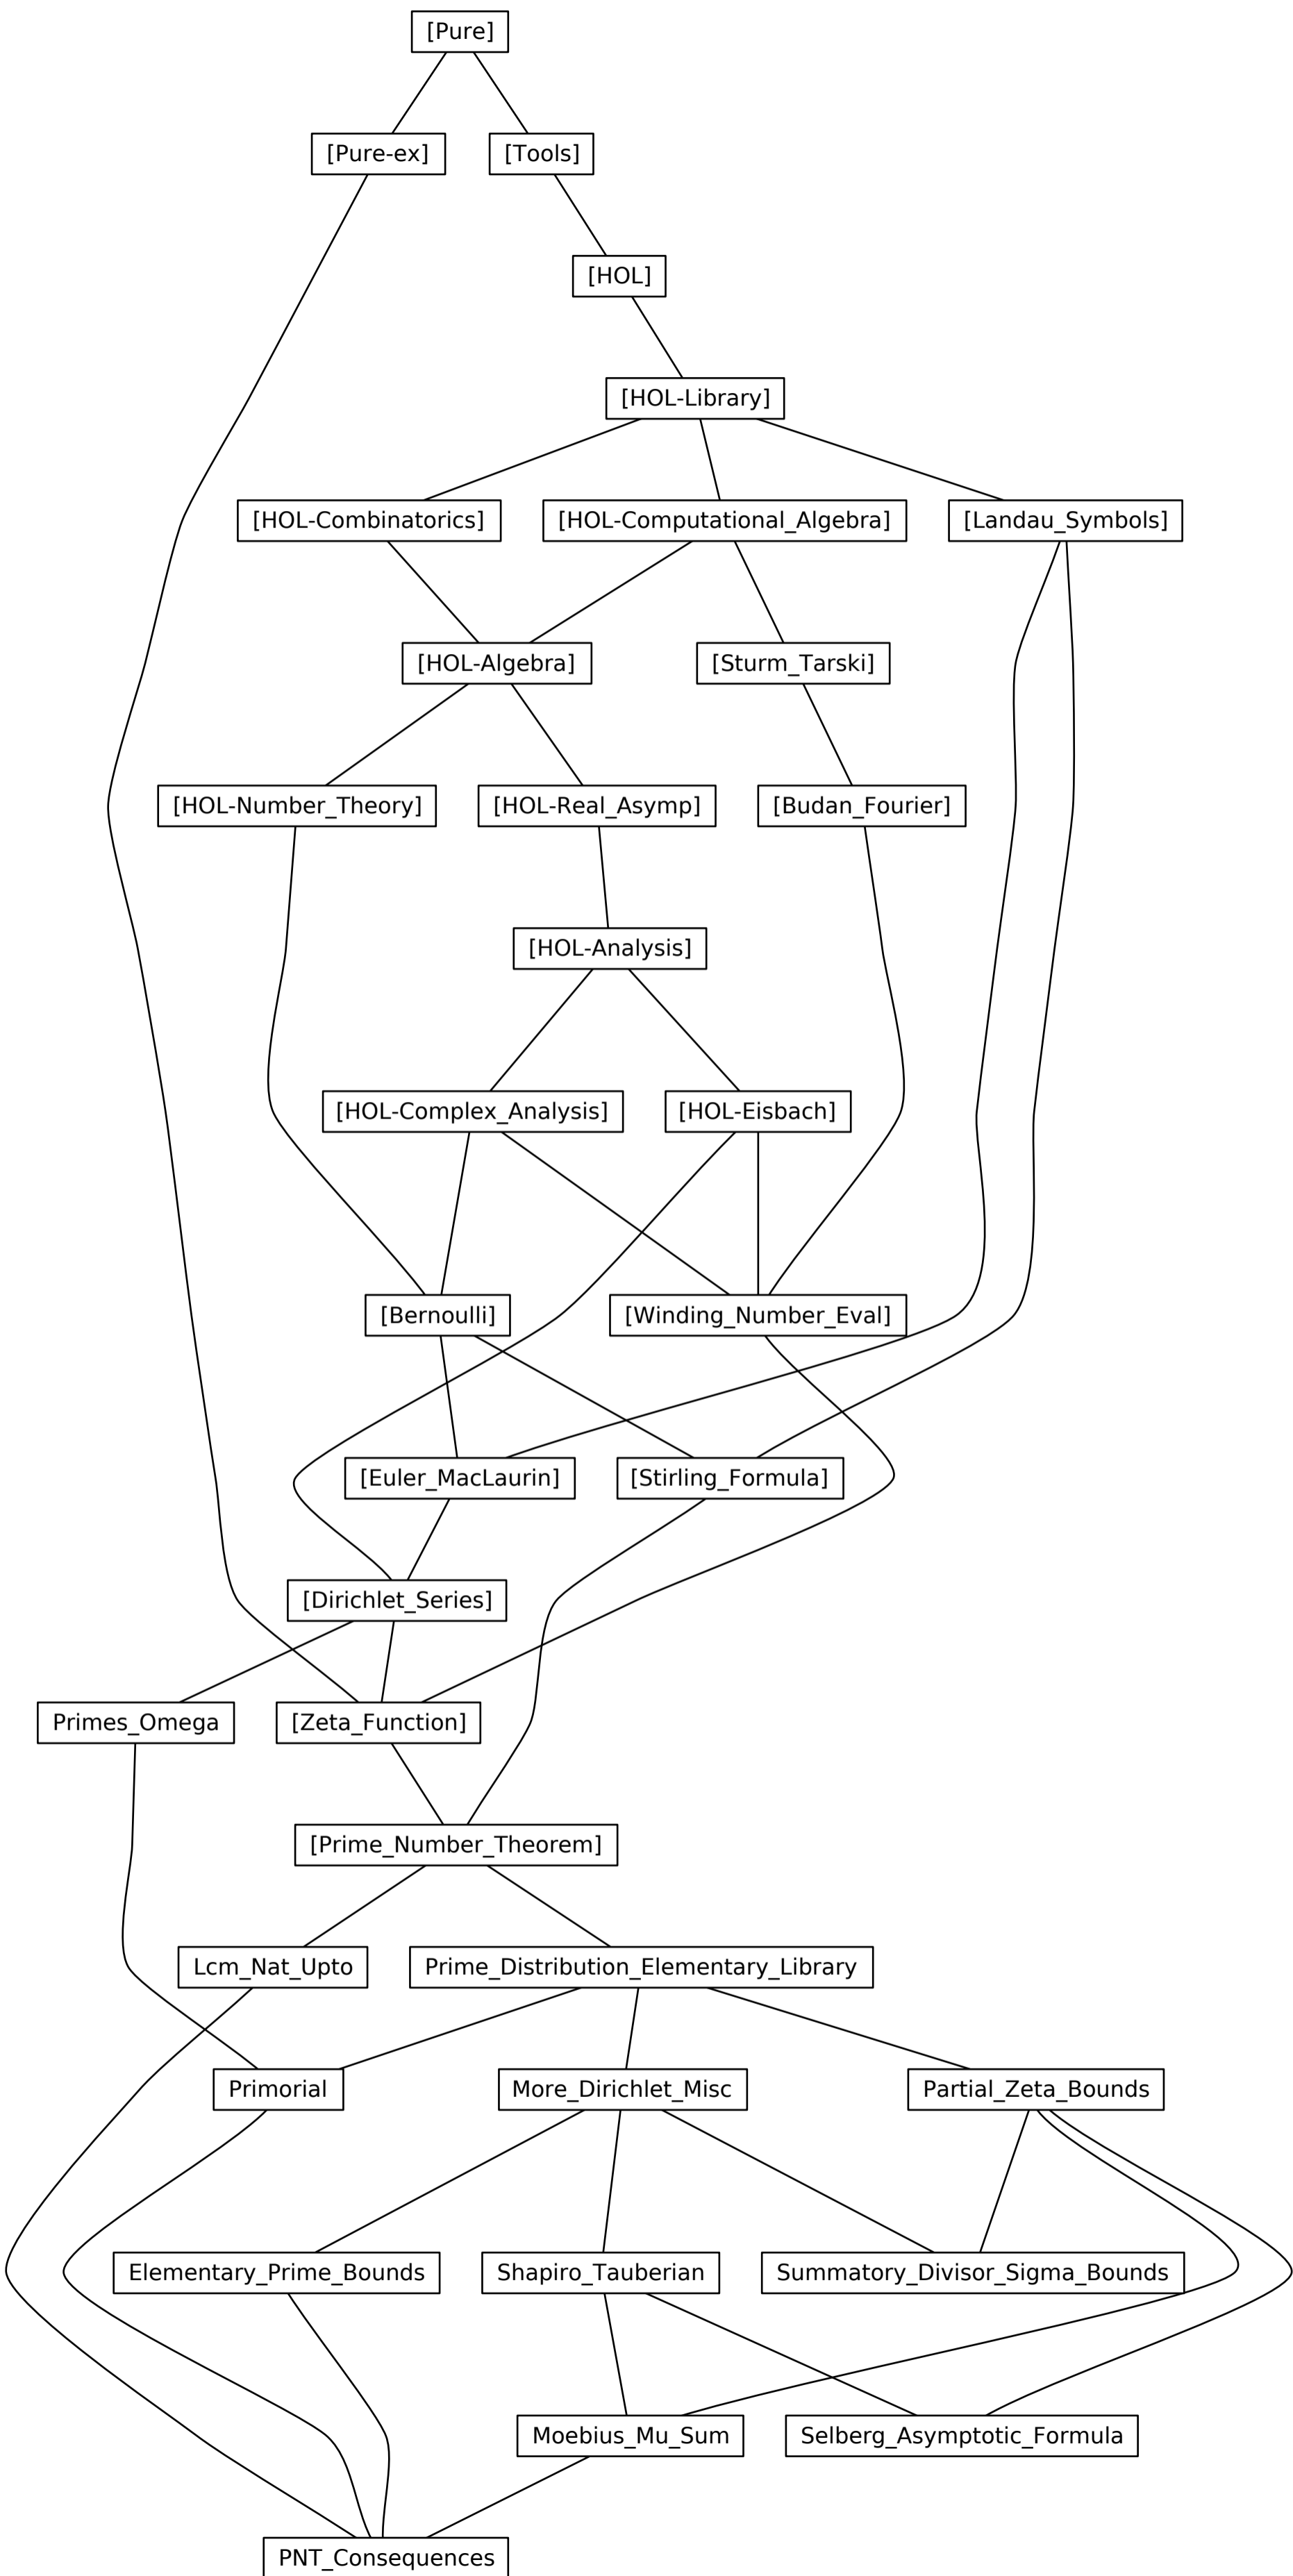 [Pure]
[Pure-ex]
[Tools]
[HOL]
[HOL-Library]
[HOL-Combinatorics]
[HOL-Computational_Algebra]
[Landau_Symbols]
[HOL-Algebra]
[Sturm_Tarski]
[HOL-Number_Theory]
[HOL-Real_Asymp]
[Budan_Fourier]
[HOL-Analysis]
[HOL-Complex_Analysis]
[HOL-Eisbach]
[Bernoulli]
[Winding_Number_Eval]
[Euler_MacLaurin]
[Stirling_Formula]
[Dirichlet_Series]
Primes_Omega
[Zeta_Function]
[Prime_Number_Theorem]
Lcm_Nat_Upto
Prime_Distribution_Elementary_Library
Primorial
More_Dirichlet_Misc
Partial_Zeta_Bounds
Elementary_Prime_Bounds
Shapiro_Tauberian
Summatory_Divisor_Sigma_Bounds
Moebius_Mu_Sum
Selberg_Asymptotic_Formula
PNT_Consequences